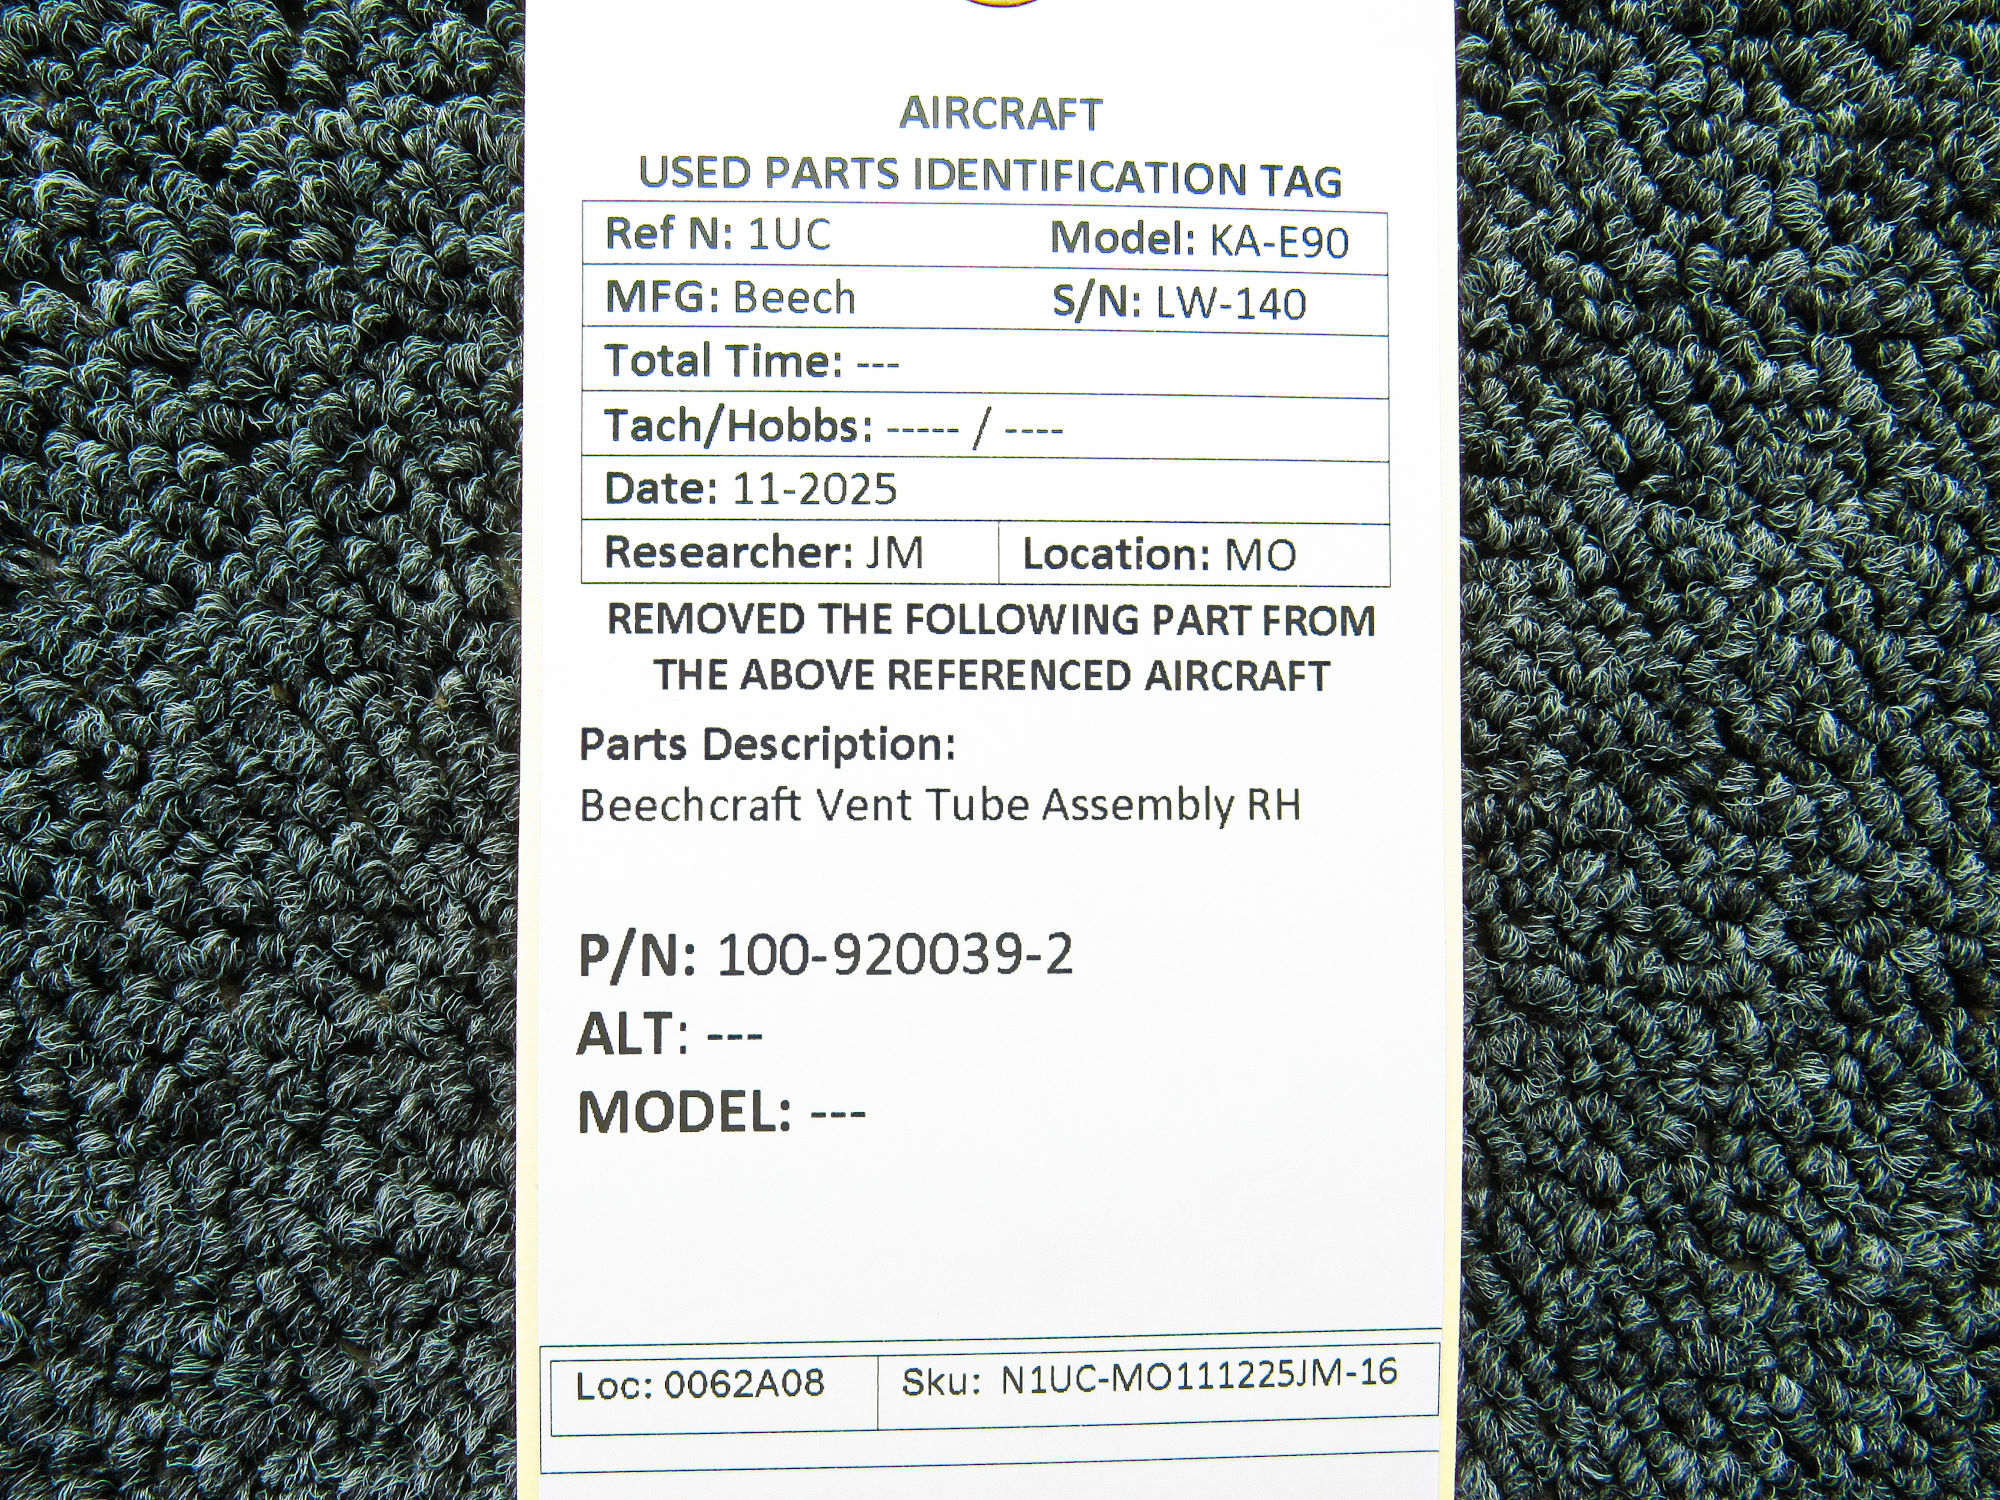 AIRCRAFT
USED PARTS IDENTIFICATION TAG
Ref N: 1UC Model: KA-E90
MFG: Beech S/N: LW-140
Total Time: ---
Tach/Hobbs: ----- / ----
Date: 11-2025
Researcher: JM Location: MO
REMOVED THE FOLLOWING PART FROM
THE ABOVE REFERENCED AIRCRAFT
Parts Description:
Beechcraft Vent Tube Assembly RH
P/N: 100-920039-2
ALT: ---
MODEL: ---
Loc: 0062A08 Sku: N1UC-MO111225JM-16